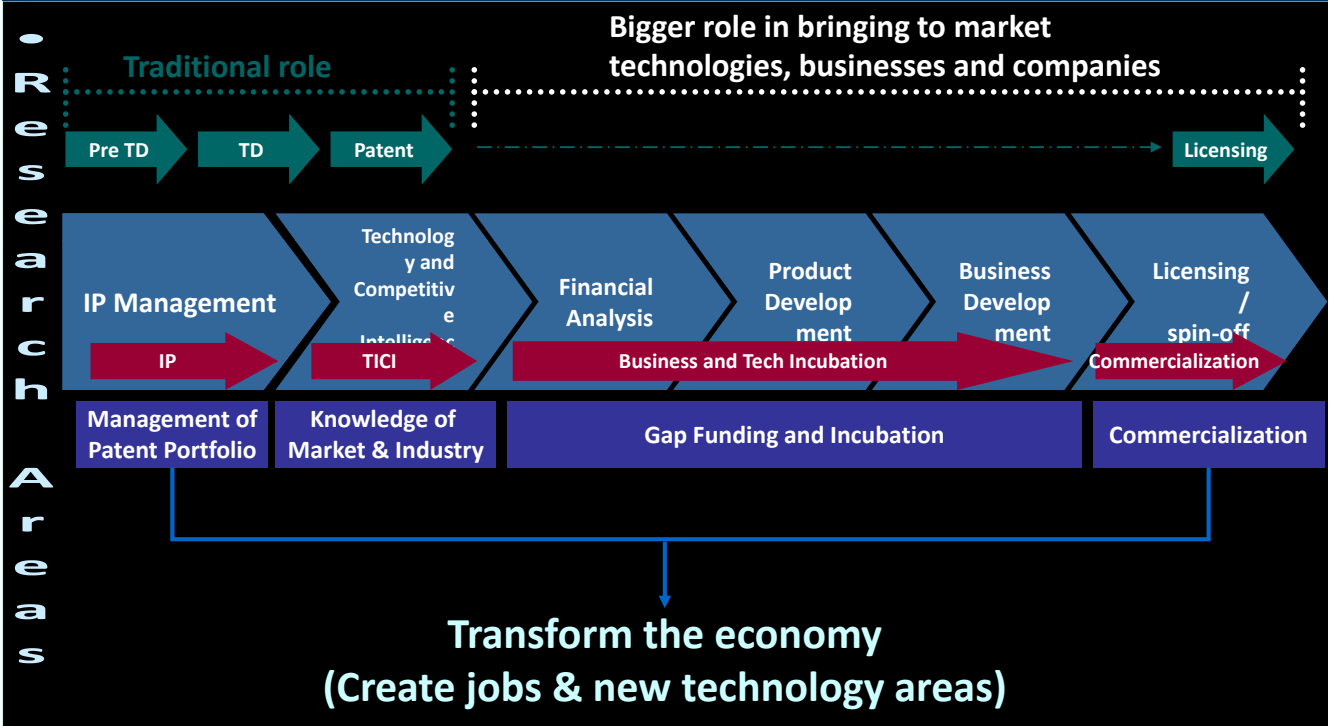 • Research Areas
Traditional role
Bigger role in bringing to market
technologies, businesses and companies
Pre TD
TD
Patent
Licensing
IP Management
Technolog
y and
Competitiv
e
Intelligenc
Financial
Analysis
Product
Develop
ment
Business
Develop
ment
Licensing
/
spin-off
IP
TICI
Business and Tech Incubation
Commercialization
Management of
Patent Portfolio
Knowledge of
Market & Industry
Gap Funding and Incubation
Commercialization
Transform the economy
(Create jobs & new technology areas)